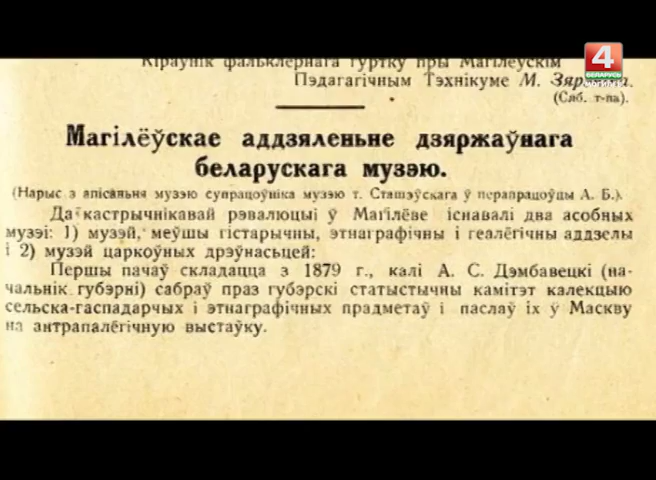 Кіраўнік фальклернага гуртку пры Магілеўскім
Пэдагагічным Тэхнікуме М.
(Сяб. т-па).
4
БЕЛАРУСЬ
Магілёўскае аддзяленьне дзяржаўнага
беларускага музэю.
(Нарыс з апісаньня музэю супрацоўніка музэю т. Сташэўскага ў перапрацоўцы А. Б.).
Да кастрычнікавай рэвалюцыі ў Магілёве існавалі два асобных
музэі: 1) музэй, меўшы гістарычны, этнаграфічны і геалёгічны аддзелы
і 2) музэй царкоўных дрэўнасьцей:
Першы пачаў складацца з 1879 г., калі А. С. Дэмбавецкі (на-
чальнік губэрні) сабраў праз губэрскі статыстычны камітэт калекцыю
сельска-гаспадарчых і этнаграфічных прадметаў і паслаў іх ў Маскву
на антрапалёгічную выстаўку.